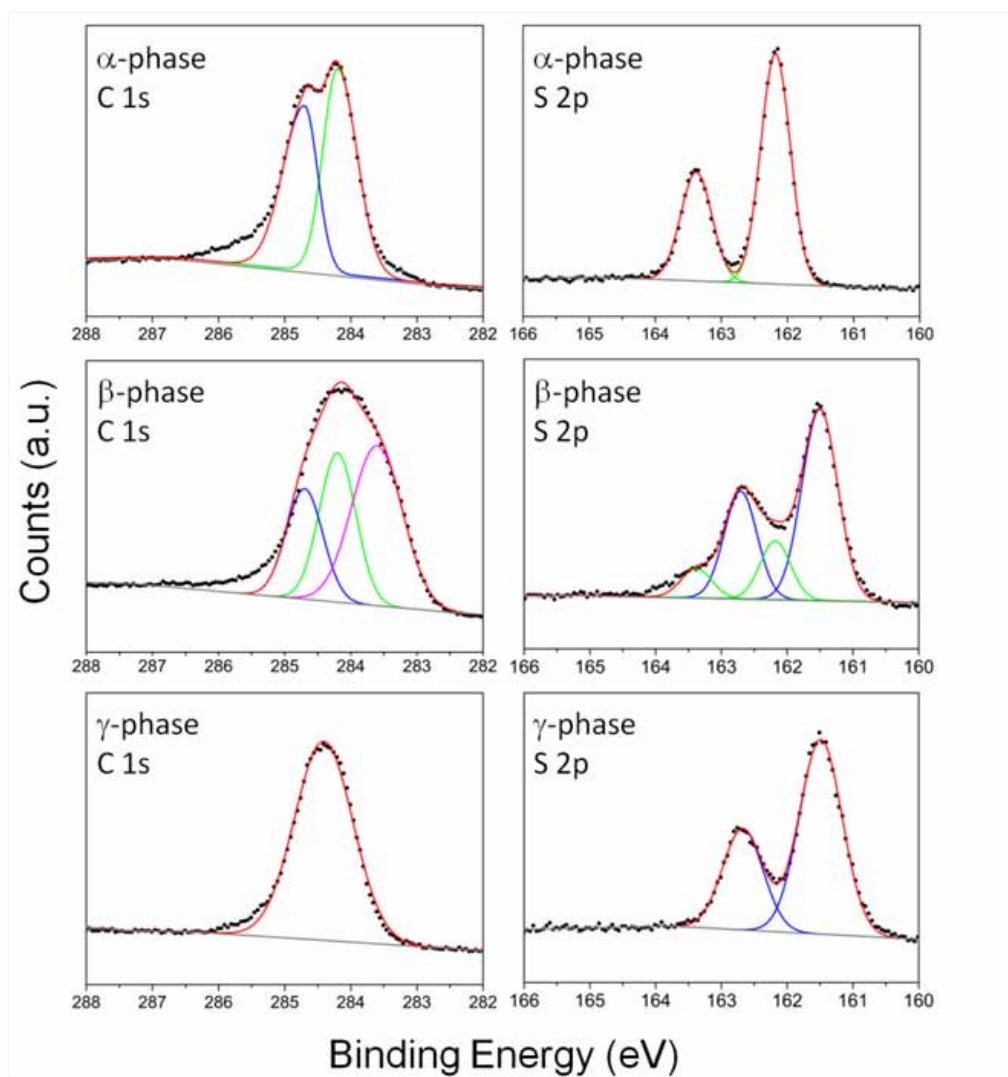 α-phase
C 1s
288 287 286 285 284 283 282
α-phase
S 2p
166 165 164 163 162 161 160
β-phase
C 1s
288 287 286 285 284 283 282
β-phase
S 2p
166 165 164 163 162 161 160
γ-phase
C 1s
288 287 286 285 284 283 282
γ-phase
S 2p
166 165 164 163 162 161 160
Counts (a.u.)
Binding Energy (eV)